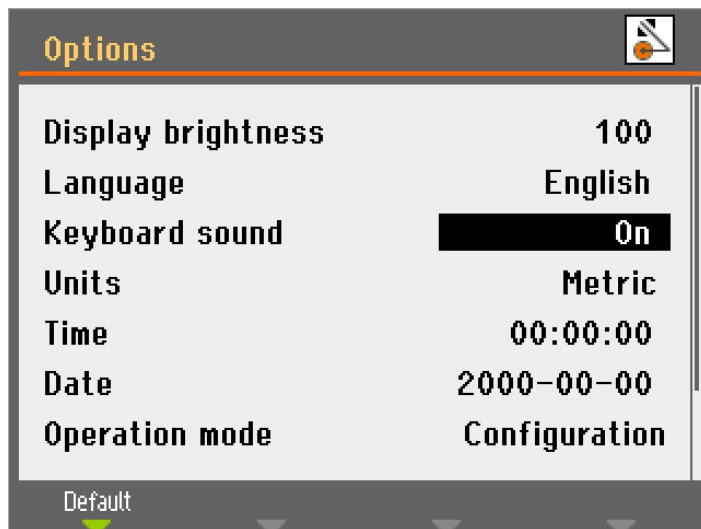 Options
Display brightness 100
Language English
Keyboard sound On
Units Metric
Time 00:00:00
Date 2000-00-00
Operation mode Configuration
Default